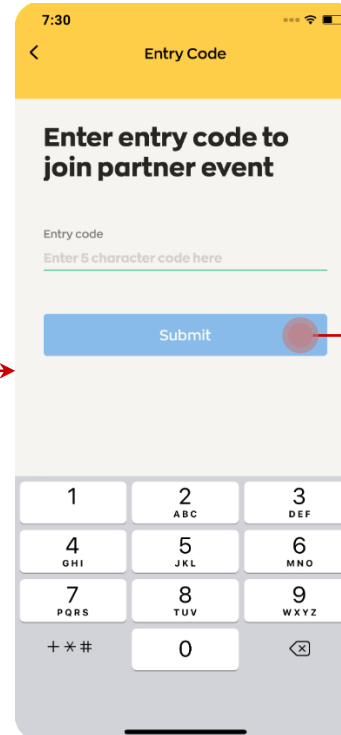 7:30
Entry Code
Enter entry code to
join partner event
Entry code
Enter 5 character code here
Submit
1
2
ABC
3
DEF
4
GHI
5
JKL
6
MNO
7
PQRS
8
TUV
9
WXYZ
+*#
0